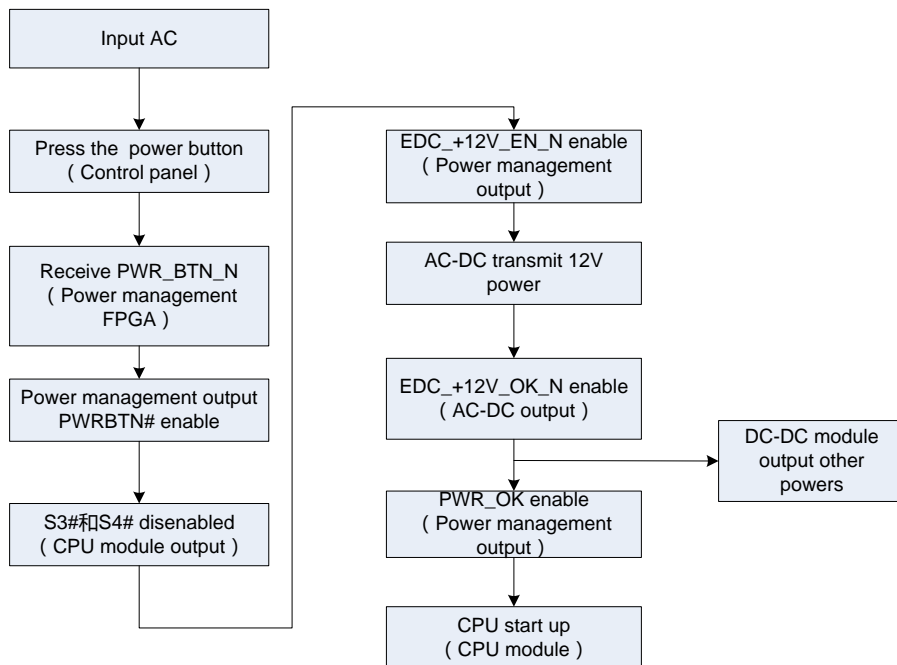 Input AC
Press the power button
( Control panel )
Receive PWR_BTN_N
( Power management
FPGA )
Power management output
PWRBTN# enable
S3#和S4# disenabled
( CPU module output )
EDC_+12V_EN_N enable
( Power management
output )
AC-DC transmit 12V
power
EDC_+12V_OK_N enable
( AC-DC output )
DC-DC module
output other
powers
PWR_OK enable
( Power management
output )
CPU start up
( CPU module )